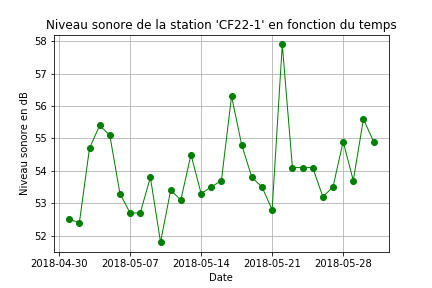 Niveau sonore de la station 'CF22-1' en fonction du temps
58
57
56
55
54
53
52
Niveau sonore en dB
2018-04-30 2018-05-07 2018-05-14 2018-05-21 2018-05-28
Date